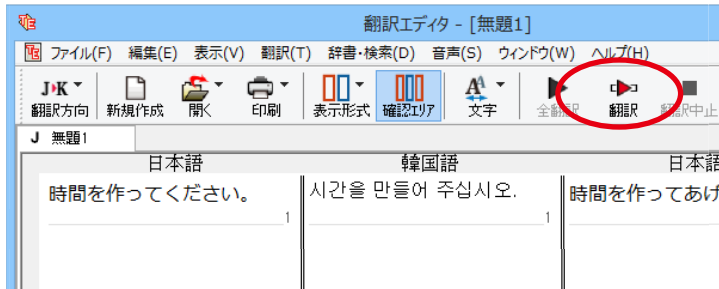 翻訳エディタ - [無題1]
ファイル(F) 編集(E) 表示(V) 翻訳(T) 辞書・検索(D) 音声(S) ウィンドウ(W) ヘルプ(H)
J▶K
翻訳方向 新規作成 開く 印刷 表示形式 確認エリア 文字 全翻訳 翻訳 翻訳中止
J 無題1
日本語 韓国語 日本語
時間を作ってください。 시간을 만들어 주십시오. 時間を作ってあげ
1 1